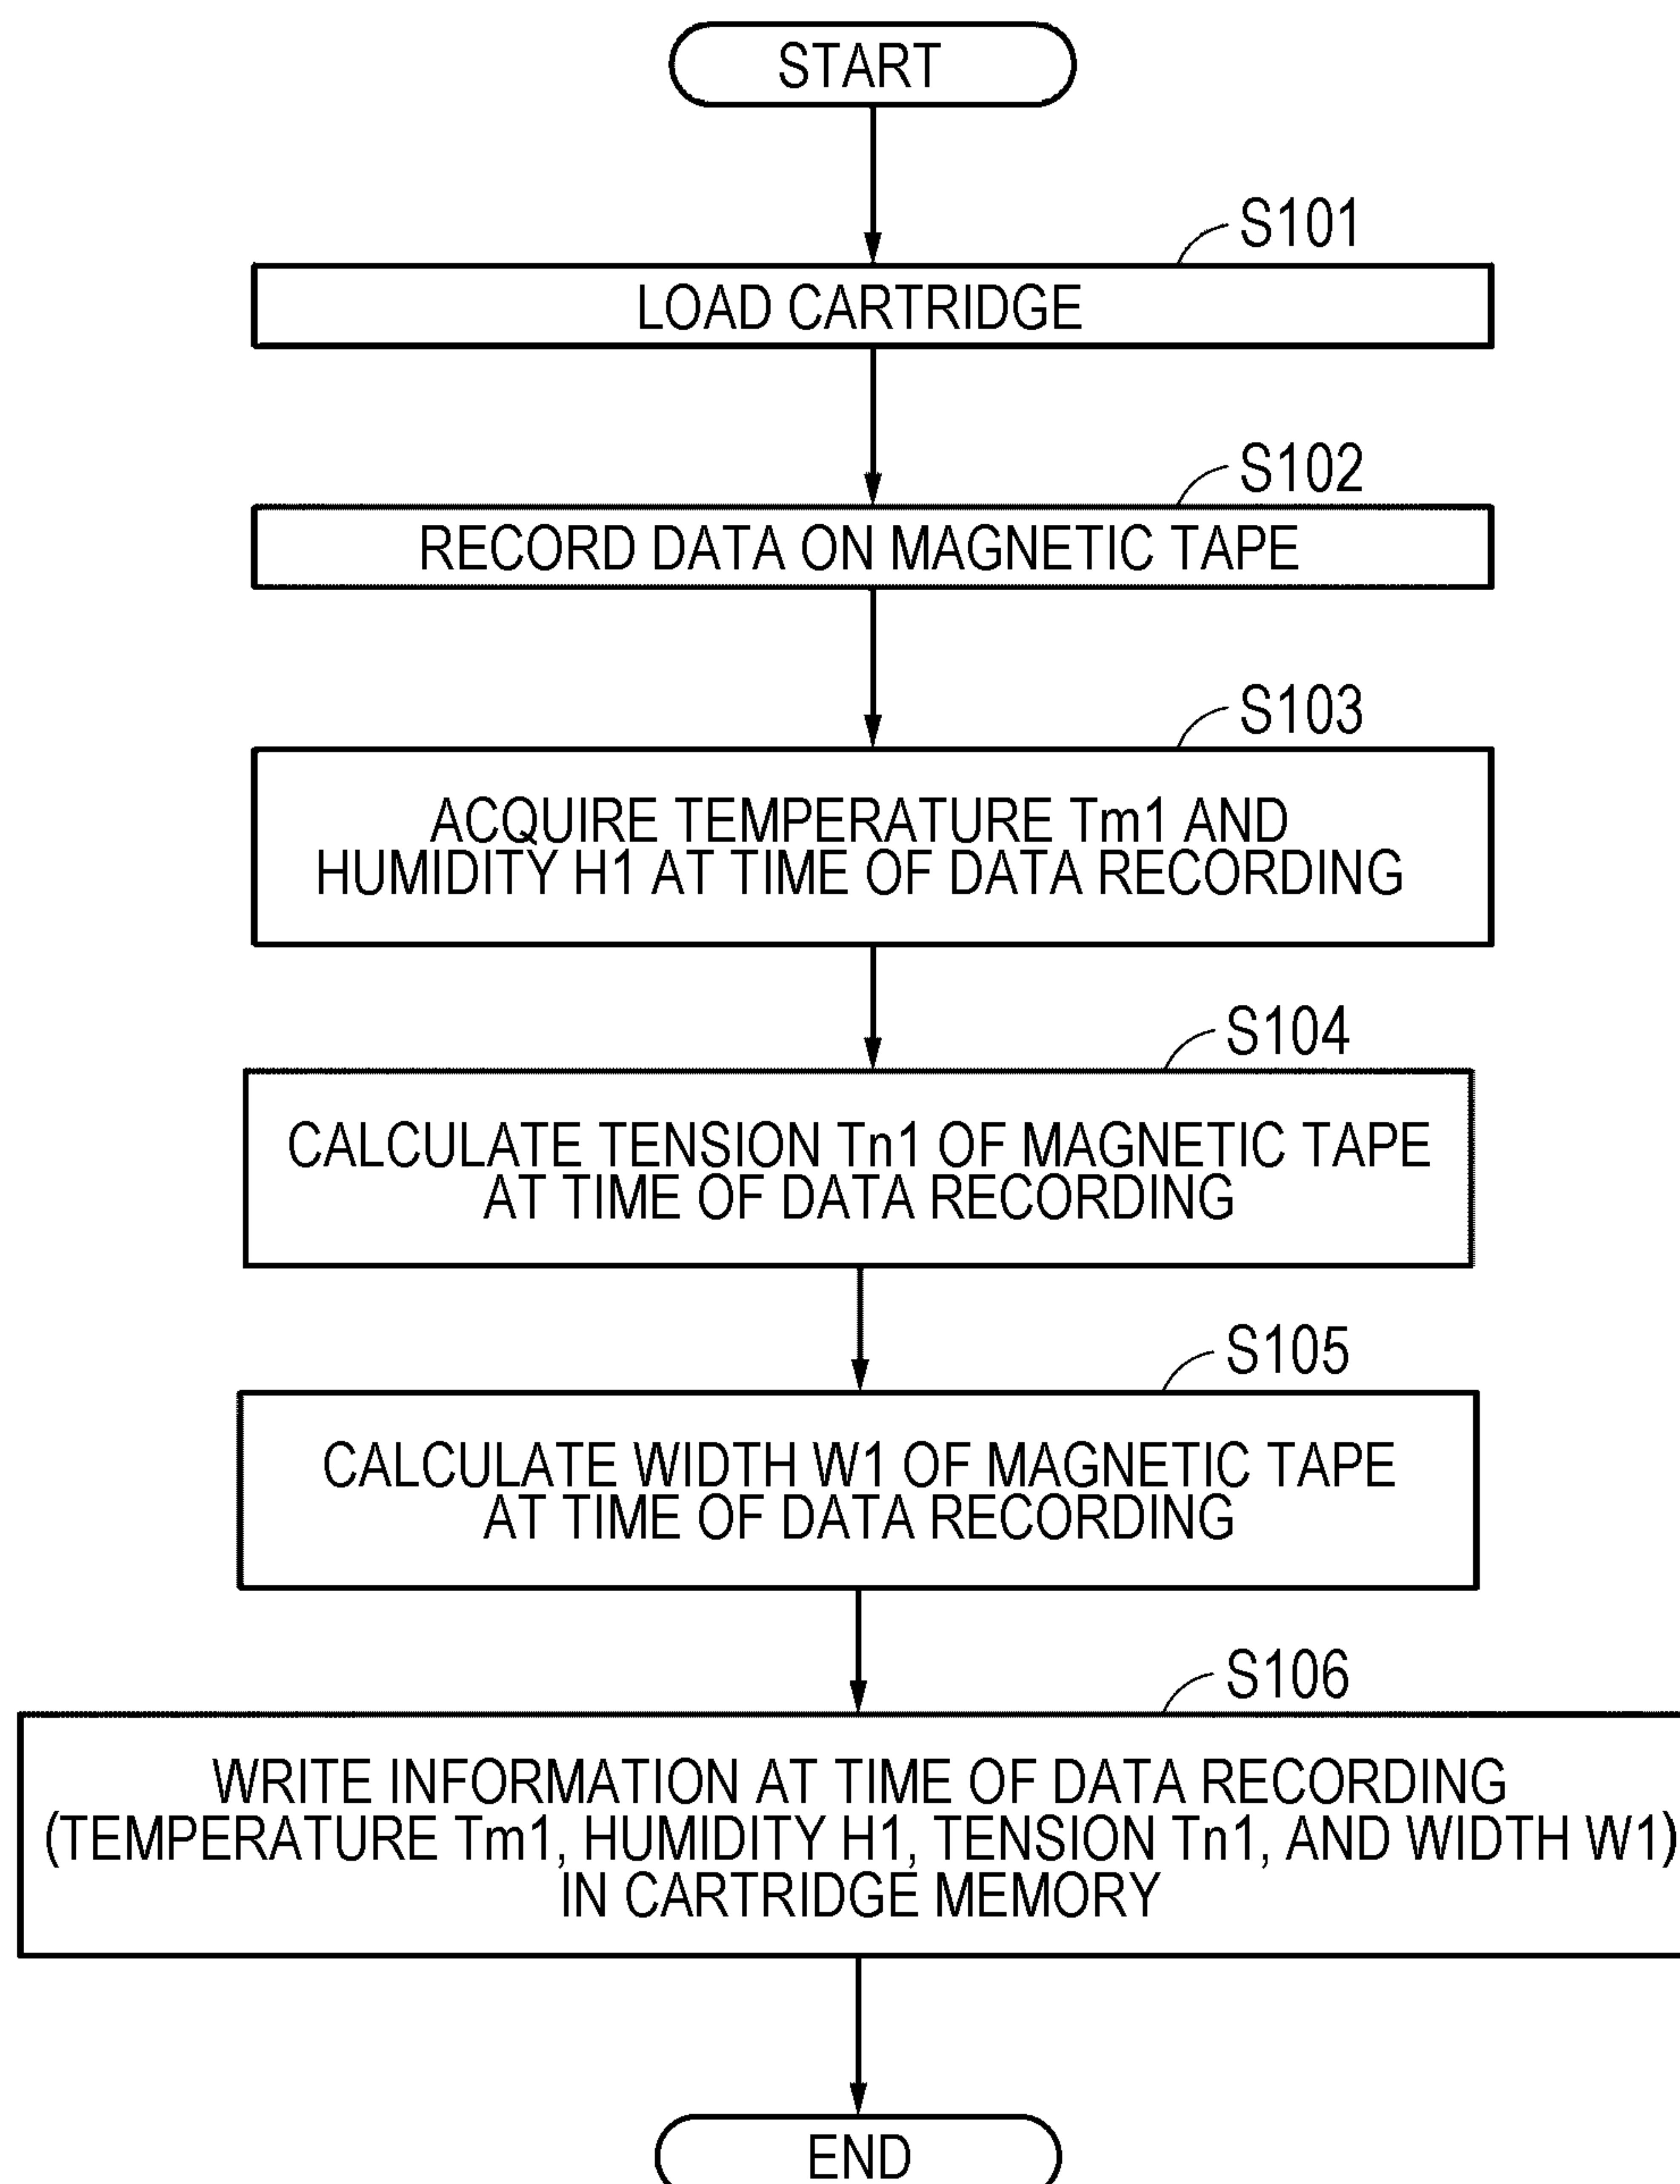 START
S101
LOAD CARTRIDGE
S102
RECORD DATA ON MAGNETIC TAPE
S103
ACQUIRE TEMPERATURE Tm1 AND
HUMIDITY H1 AT TIME OF DATA RECORDING
S104
CALCULATE TENSION Tn1 OF MAGNETIC TAPE
AT TIME OF DATA RECORDING
S105
CALCULATE WIDTH W1 OF MAGNETIC TAPE
AT TIME OF DATA RECORDING
S106
WRITE INFORMATION AT TIME OF DATA RECORDING
(TEMPERATURE Tm1, HUMIDITY H1, TENSION Tn1, AND WIDTH W1)
IN CARTRIDGE MEMORY
END